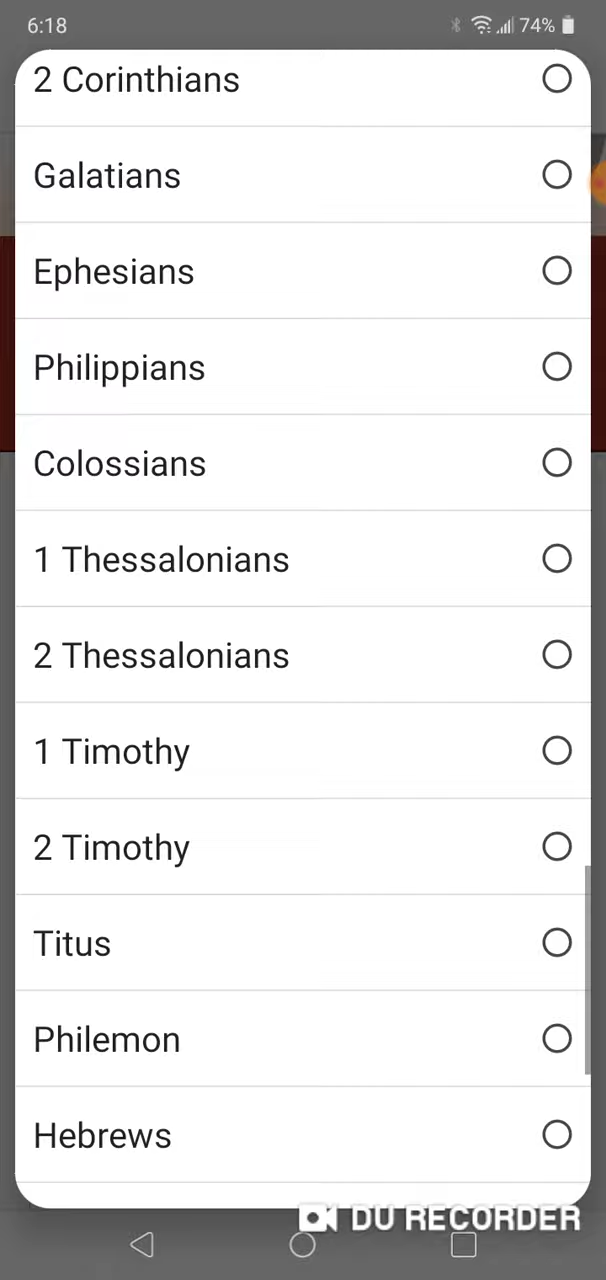 6:18
74%
2 Corinthians
Galatians
Ephesians
Philippians
Colossians
1 Thessalonians
2 Thessalonians
1 Timothy
2 Timothy
Titus
Philemon
Hebrews
DU RECORDER